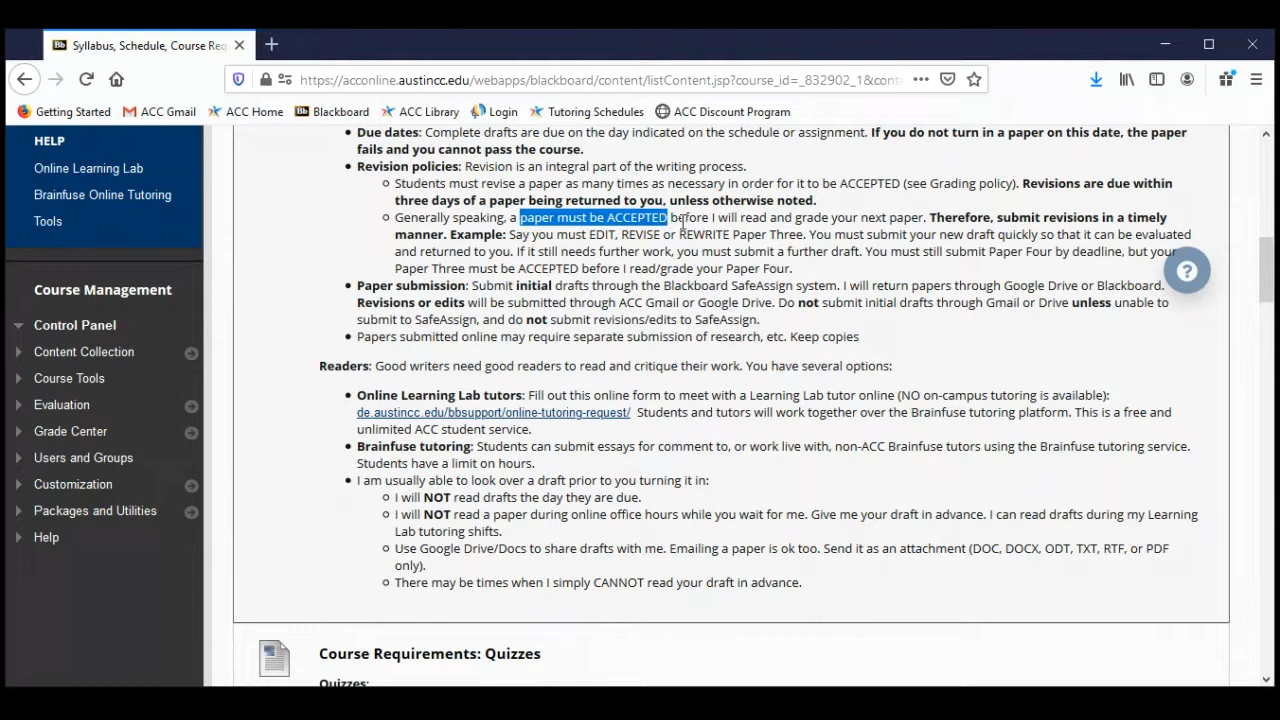 Syllabus, Schedule, Course Req
https://acconline.austincc.edu/webapps/blackboard/content/listContent.jsp?course_id=_832902_1&conte
Getting Started ACC Gmail ACC Home Blackboard ACC Library Login Tutoring Schedules ACC Discount Program
HELP
Online Learning Lab
Brainfuse Online Tutoring
Tools
Course Management
Control Panel
Content Collection
Course Tools
Evaluation
Grade Center
Users and Groups
Customization
Packages and Utilities
Help
Due dates: Complete drafts are due on the day indicated on the schedule or assignment. If you do not turn in a paper on this date, the paper
fails and you cannot pass the course.
Revision policies: Revision is an integral part of the writing process.
Students must revise a paper as many times as necessary in order for it to be ACCEPTED (see Grading policy). Revisions are due within
three days of a paper being returned to you, unless otherwise noted.
Generally speaking, a paper must be ACCEPTED before I will read and grade your next paper. Therefore, submit revisions in a timely
manner. Example: Say you must EDIT, REVISE or REWRITE Paper Three. You must submit your new draft quickly so that it can be evaluated
and returned to you. If it still needs further work, you must submit a further draft. You must still submit Paper Four by deadline, but your
Paper Three must be ACCEPTED before I read/grade your Paper Four.
Paper submission: Submit initial drafts through the Blackboard SafeAssign system. I will return papers through Google Drive or Blackboard.
Revisions or edits will be submitted through ACC Gmail or Google Drive. Do not submit initial drafts through Gmail or Drive unless unable to
submit to SafeAssign, and do not submit revisions/edits to SafeAssign.
Papers submitted online may require separate submission of research, etc. Keep copies
Readers: Good writers need good readers to read and critique their work. You have several options:
Online Learning Lab tutors: Fill out this online form to meet with a Learning Lab tutor online (NO on-campus tutoring is available):
de.austincc.edu/bbsupport/online-tutoring-request/ Students and tutors will work together over the Brainfuse tutoring platform. This is a free and
unlimited ACC student service.
Brainfuse tutoring: Students can submit essays for comment to, or work live with, non-ACC Brainfuse tutors using the Brainfuse tutoring service.
Students have a limit on hours.
I am usually able to look over a draft prior to you turning it in:
I will NOT read drafts the day they are due.
I will NOT read a paper during online office hours while you wait for me. Give me your draft in advance. I can read drafts during my Learning
Lab tutoring shifts.
Use Google Drive/Docs to share drafts with me. Emailing a paper is ok too. Send it as an attachment (DOC, DOCX, ODT, TXT, RTF, or PDF
only).
There may be times when I simply CANNOT read your draft in advance.
Course Requirements: Quizzes
Quizzes: